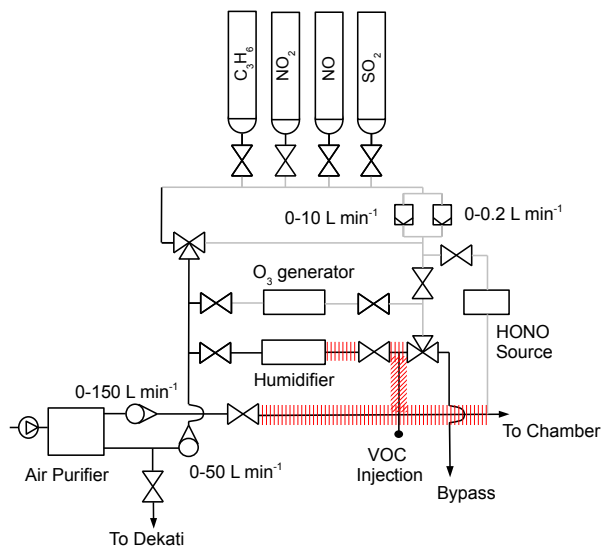 C₃H₆
NO₂
NO
SO₂
0-10 L min⁻¹
0-0.2 L min⁻¹
O₃ generator
HONO
Source
Humidifier
0-150 L min⁻¹
To Chamber
VOC
Injection
0-50 L min⁻¹
Air Purifier
Bypass
To Dekati